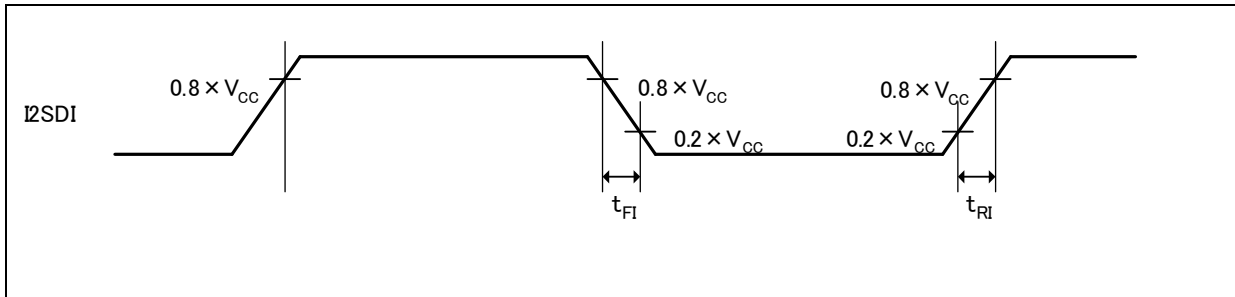 I2SDI
0.8 × VCC
0.8 × VCC
0.2 × VCC
0.8 × VCC
0.2 × VCC
tFI
tRI